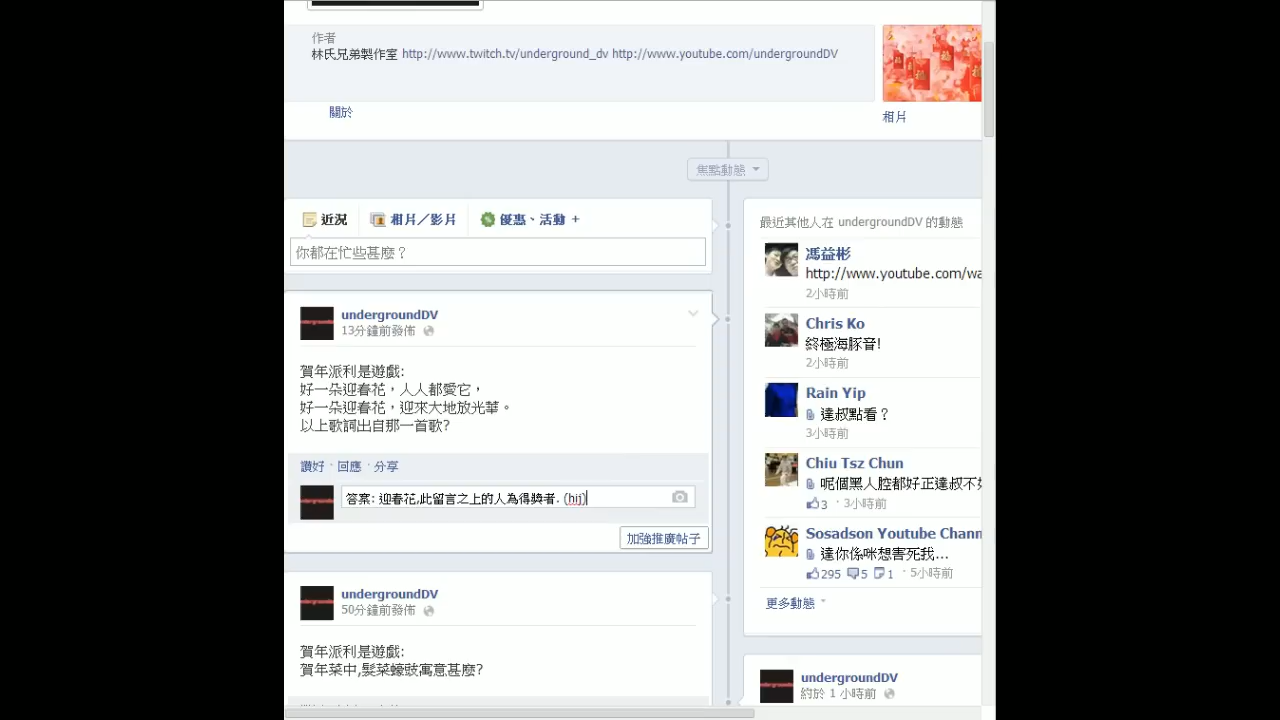 作者
林氏兄弟製作室 http://www.twitch.tv/underground_dv http://www.youtube.com/undergroundDV
關於
相片
焦點動態
近況
相片／影片
優惠、活動 +
你都在忙些甚麼？
undergroundDV
13分鐘前發佈
賀年派利是遊戲:
好一朵迎春花，人人都愛它，
好一朵迎春花，迎來大地放光華。
以上歌詞出自那一首歌?
讚好 · 回應 · 分享
答案: 迎春花,此留言之上的人為得獎者. (hij)
加強推廣帖子
undergroundDV
50分鐘前發佈
賀年派利是遊戲:
賀年菜中,髮菜蠔豉寓意甚麼?
最近其他人在 undergroundDV 的動態
馮益彬
http://www.youtube.com/wa
2小時前
Chris Ko
終極海豚音!
2小時前
Rain Yip
達叔點看？
3小時前
Chiu Tsz Chun
呢個黑人腔都好正達叔不
3 · 3小時前
Sosadson Youtube Chann
達你係咪想害死我...
295 5 1 · 5小時前
更多動態
undergroundDV
約於 1 小時前